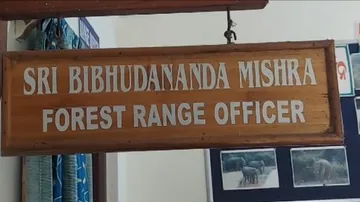 SRI BIBHUDANANDA MISHRA
FOREST RANGE OFFICER